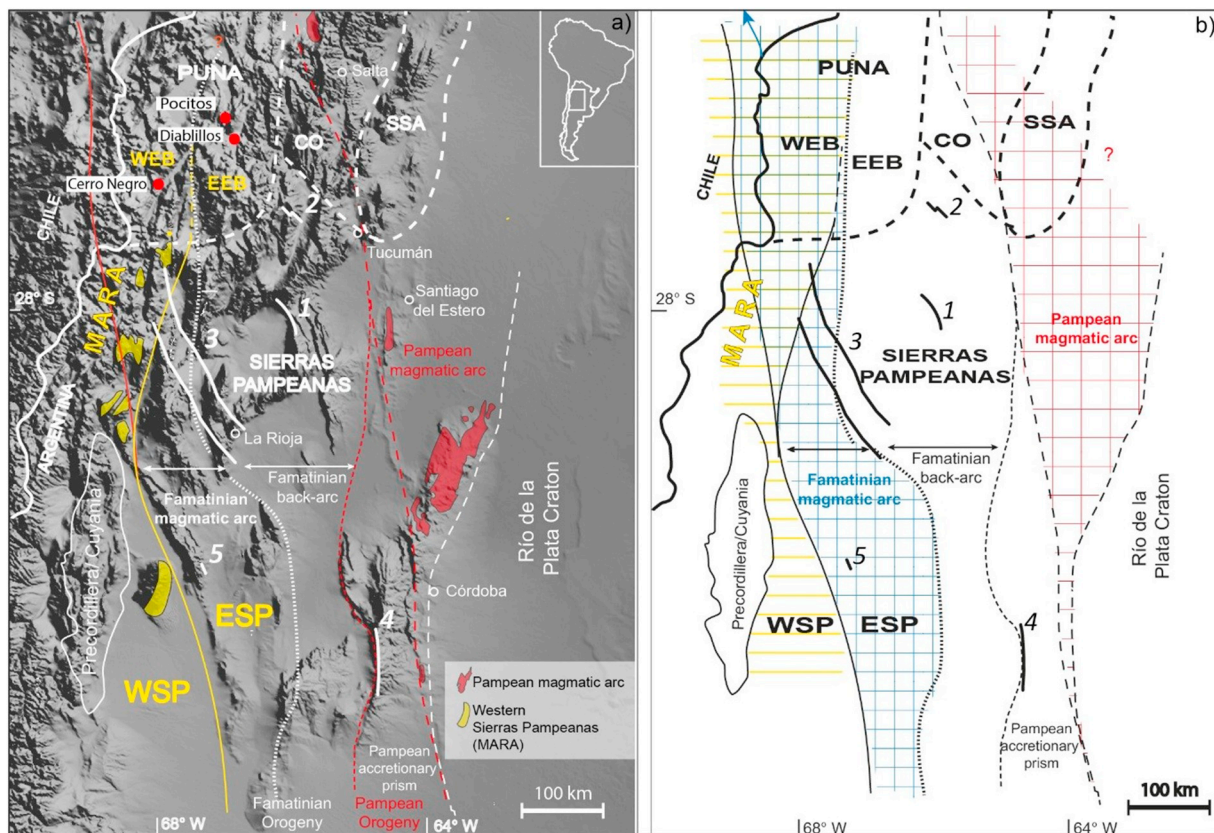 a)
PUNA
?
Salta
Pocitos
Diablillos
CO
SSA
WEB
EEB
Cerro Negro
CHILE
2
Tucumán
28° S
MARA
3
1
Santiago
del Estero
SIERRAS
PAMPEANAS
Pampean
magmatic arc
ARGENTINA
La Rioja
Famatinian
back-arc
Famatinian
magmatic arc
Precordillera/Cuyania
5
Río de la
Plata Craton
Córdoba
ESP
4
WSP
Pampean magmatic arc
Western
Sierras Pampeanas
(MARA)
Pampean
accretionary
prism
Famatinian
Orogeny
Pampean
Orogeny
100 km
68° W
64° W
b)
PUNA
WEB
EEB
CO
SSA
?
CHILE
2
28° S
MARA
1
3
Pampean
magmatic arc
SIERRAS
PAMPEANAS
Famatinian
back-arc
Famatinian
magmatic arc
Río de la
Plata Craton
5
Precordillera/Cuyania
WSP
ESP
4
Pampean
accretionary
prism
100 km
68° W
64° W